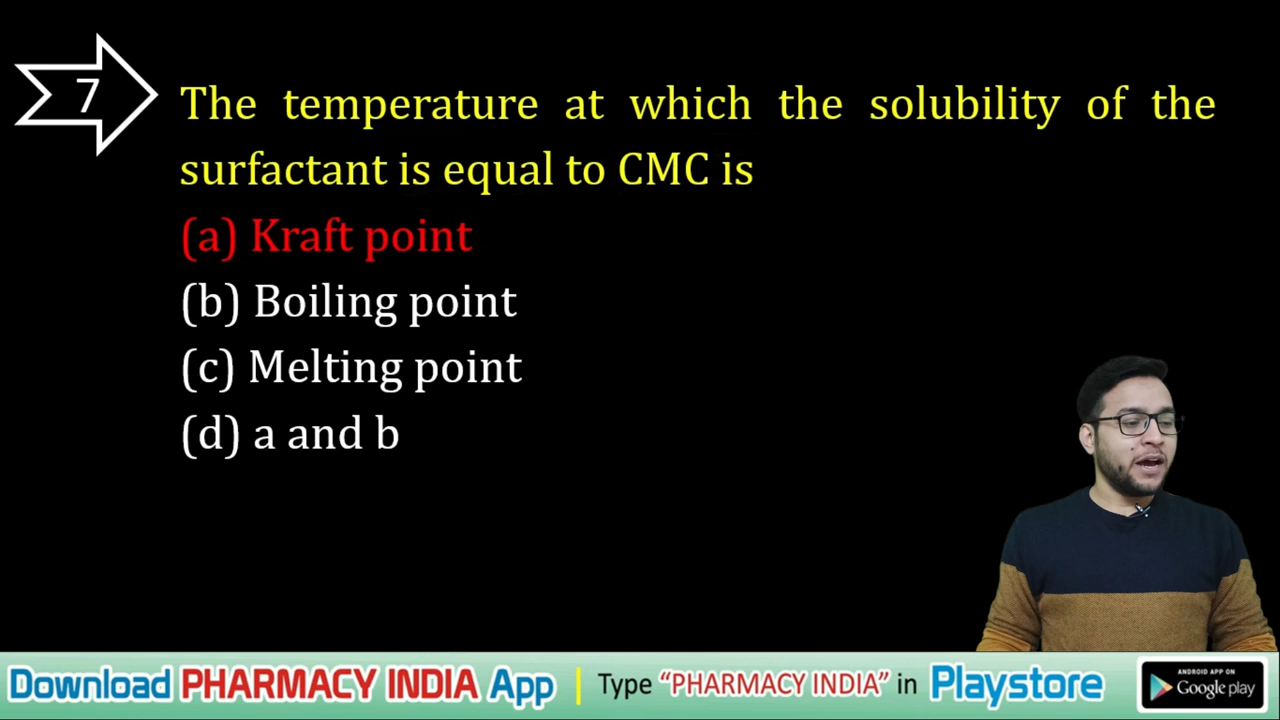 7
The temperature at which the solubility of the
surfactant is equal to CMC is
(a) Kraft point
(b) Boiling point
(c) Melting point
(d) a and b
Download PHARMACY INDIA App | Type “PHARMACY INDIA” in Playstore
ANDROID APP ON
Google play